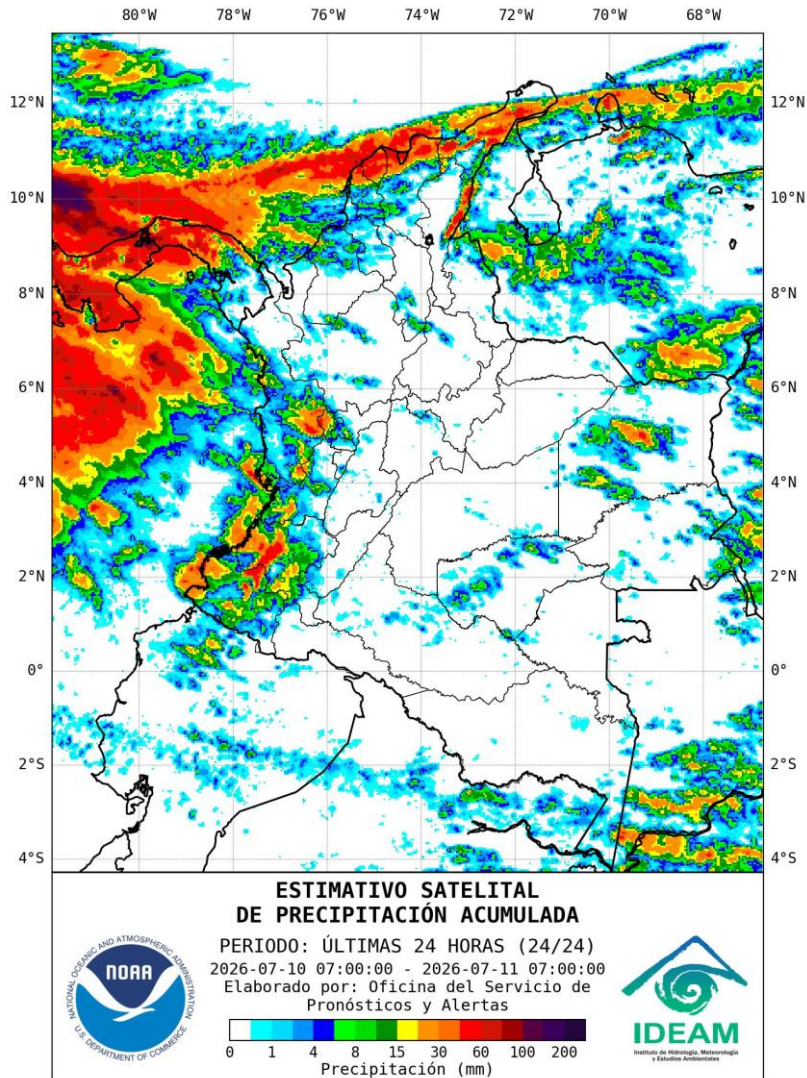 80°W 78°W 76°W 74°W 72°W 70°W 68°W
12°N 12°N
10°N 10°N
8°N 8°N
6°N 6°N
4°N 4°N
2°N 2°N
0° 0°
2°S 2°S
4°S 4°S
ESTIMATIVO SATELITAL
DE PRECIPITACIÓN ACUMULADA
PERIODO: ÚLTIMAS 24 HORAS (24/24)
2026-07-10 07:00:00 - 2026-07-11 07:00:00
Elaborado por: Oficina del Servicio de
Pronósticos y Alertas
0 1 4 8 15 30 60 100 200
Precipitación (mm)
NATIONAL OCEANIC AND ATMOSPHERIC ADMINISTRATION
NOAA
U.S. DEPARTMENT OF COMMERCE
IDEAM
Instituto de Hidrología, Meteorología
y Estudios Ambientales